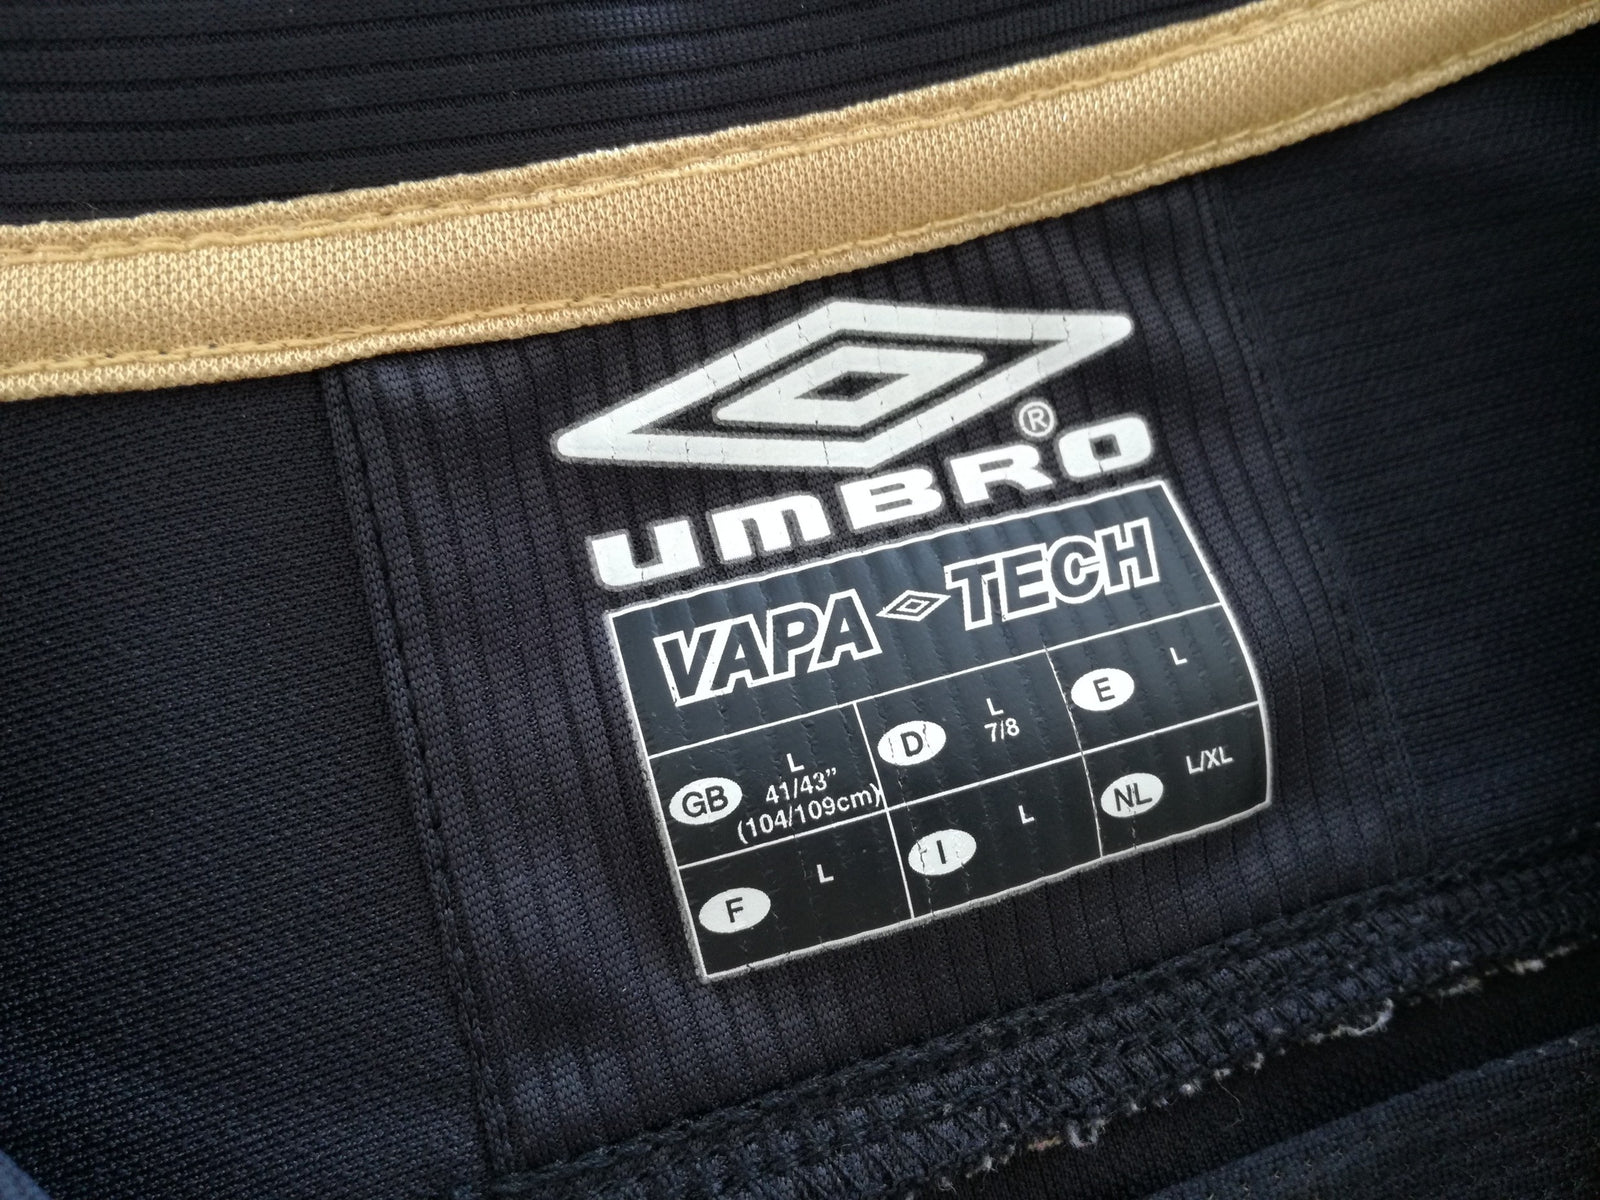 UMBRO®
VAPA TECH
GB L
41/43"
(104/109cm)
D L
7/8
E L
F L
I L
NL L/XL